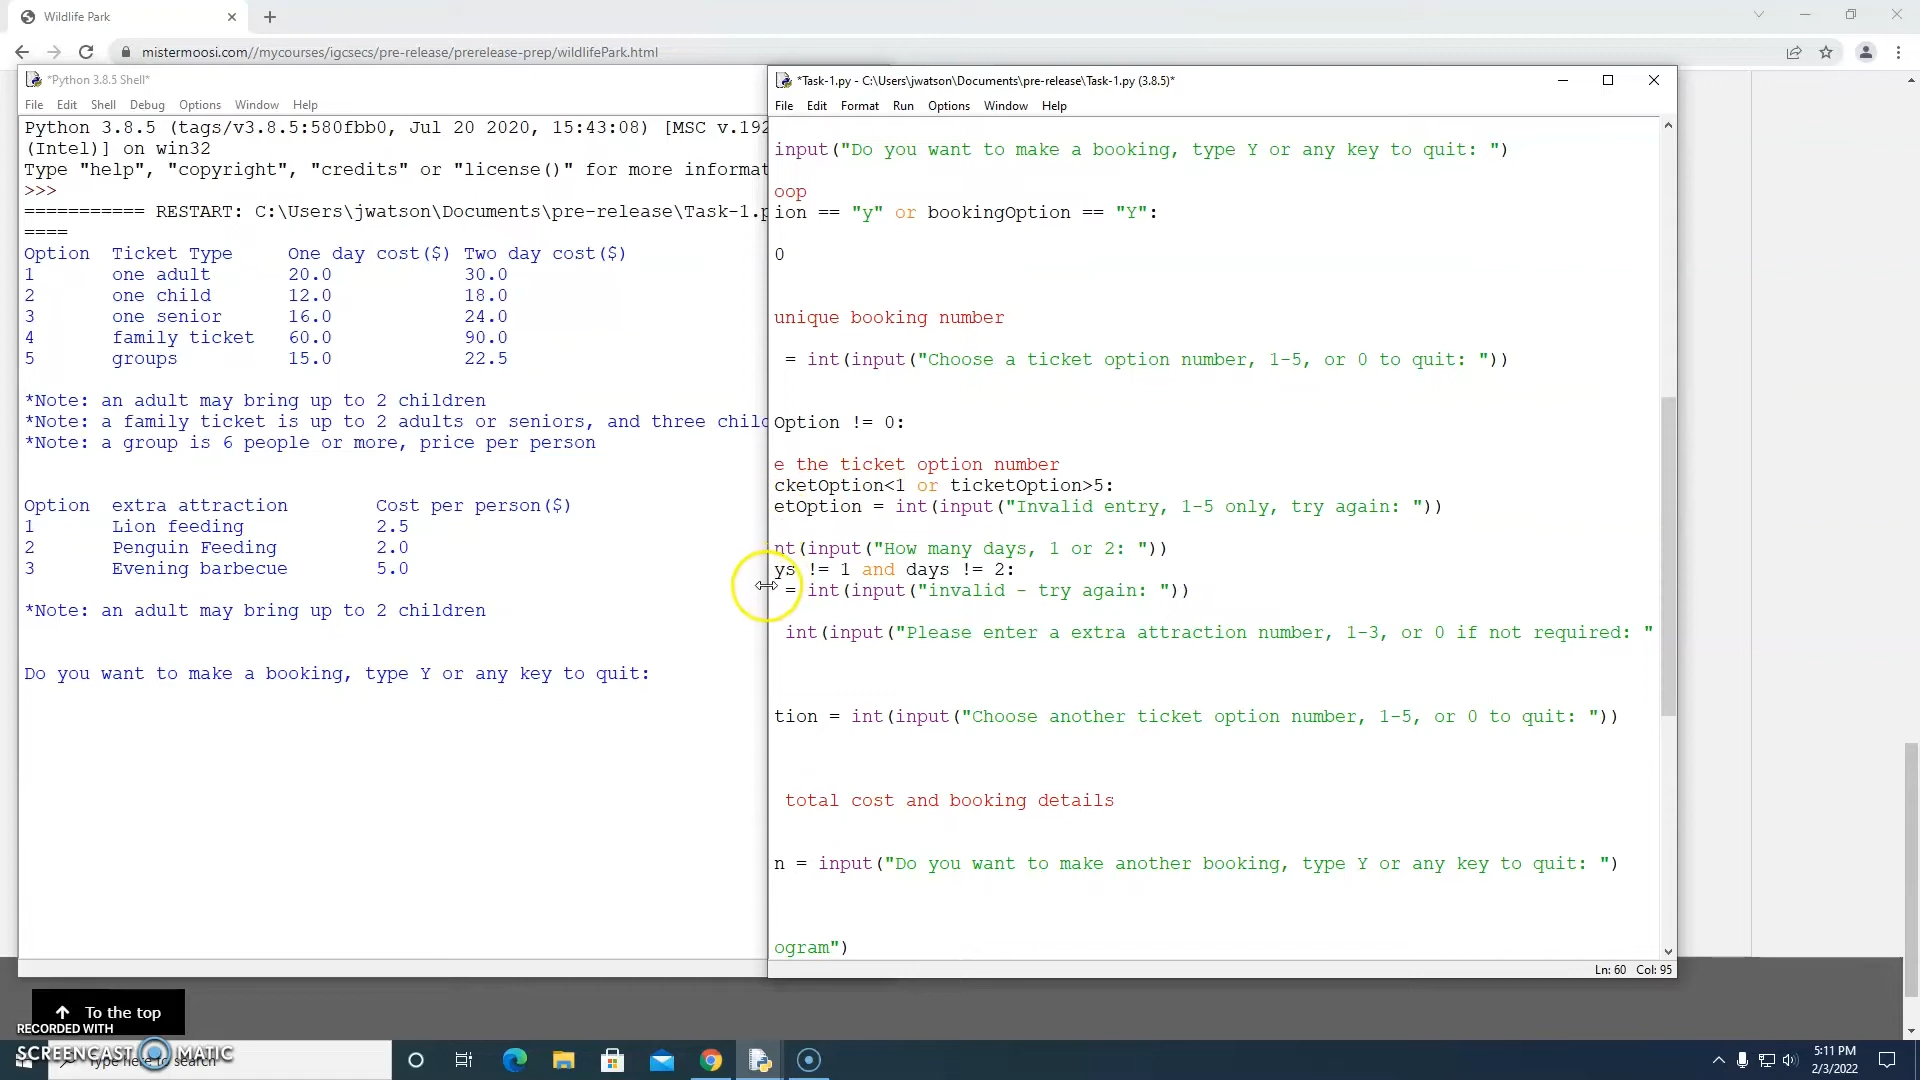 Wildlife Park
mistermoosi.com//mycourses/igcsecs/pre-release/prerelease-prep/wildlifePark.html
*Python 3.8.5 Shell*
File Edit Shell Debug Options Window Help
Python 3.8.5 (tags/v3.8.5:580fbb0, Jul 20 2020, 15:43:08) [MSC v.192
(Intel)] on win32
Type "help", "copyright", "credits" or "license()" for more informat
>>>
=========== RESTART: C:\Users\jwatson\Documents\pre-release\Task-1.p
====
Option Ticket Type One day cost($) Two day cost($)
1 one adult 20.0 30.0
2 one child 12.0 18.0
3 one senior 16.0 24.0
4 family ticket 60.0 90.0
5 groups 15.0 22.5
*Note: an adult may bring up to 2 children
*Note: a family ticket is up to 2 adults or seniors, and three chil
*Note: a group is 6 people or more, price per person
Option extra attraction Cost per person($)
1 Lion feeding 2.5
2 Penguin Feeding 2.0
3 Evening barbecue 5.0
*Note: an adult may bring up to 2 children
Do you want to make a booking, type Y or any key to quit:
*Task-1.py - C:\Users\jwatson\Documents\pre-release\Task-1.py (3.8.5)*
File Edit Format Run Options Window Help
input("Do you want to make a booking, type Y or any key to quit: ")
oop
ion == "y" or bookingOption == "Y":
0
unique booking number
= int(input("Choose a ticket option number, 1-5, or 0 to quit: "))
Option != 0:
e the ticket option number
cketOption<1 or ticketOption>5:
etOption = int(input("Invalid entry, 1-5 only, try again: "))
nt(input("How many days, 1 or 2: "))
ys != 1 and days != 2:
= int(input("invalid - try again: "))
int(input("Please enter a extra attraction number, 1-3, or 0 if not required: "
tion = int(input("Choose another ticket option number, 1-5, or 0 to quit: "))
total cost and booking details
n = input("Do you want to make another booking, type Y or any key to quit: ")
ogram")
Ln: 60 Col: 95
To the top
RECORDED WITH
SCREENCAST MATIC
Type here to search
5:11 PM
2/3/2022